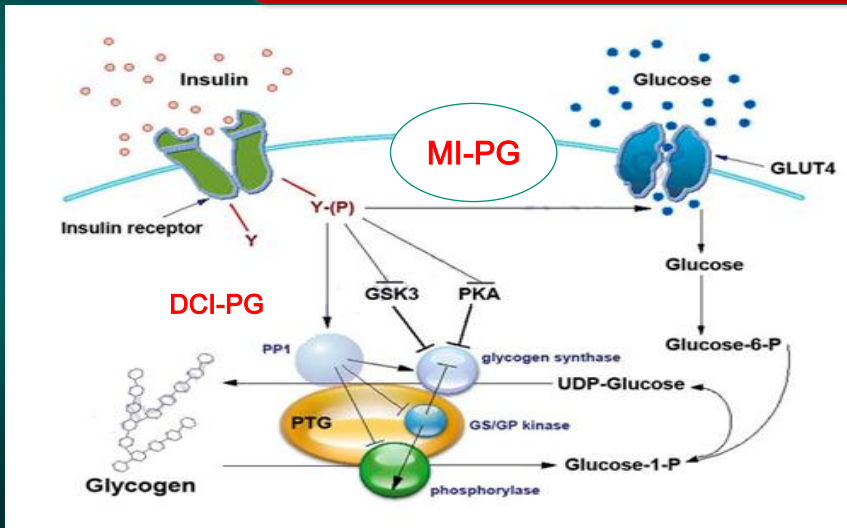 Insulin
Glucose
MI-PG
GLUT4
Y-(P)
Insulin receptor
Y
Glucose
DCI-PG
GSK3
PKA
Glucose-6-P
PP1
glycogen synthase
UDP-Glucose
PTG
GS/GP kinase
Glucose-1-P
Glycogen
phosphorylase